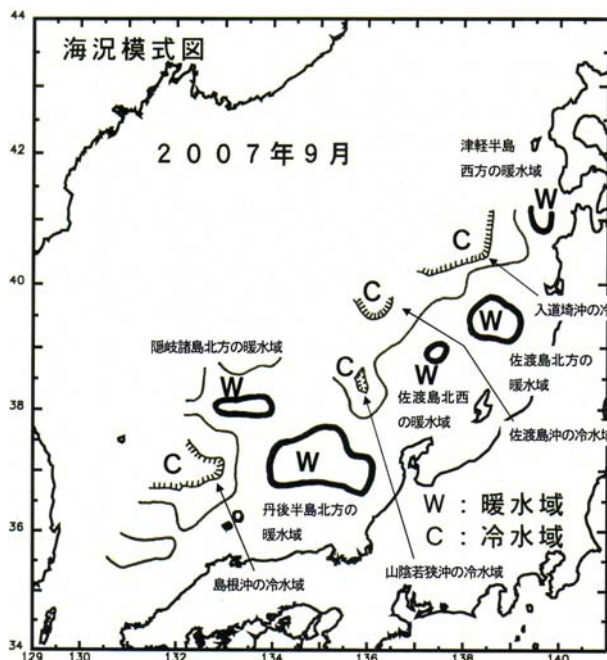 44
海況模式図
2007年9月
津軽半島
西方の暖水域
W
42
C
入道埼沖の冷
40
C
W
隠岐諸島北方の暖水域
佐渡島北方の
暖水域
W
C
W
佐渡島北西
の暖水域
38
佐渡島沖の冷水域
C
W
丹後半島北方の
暖水域
W : 暖水域
C : 冷水域
36
山陰若狭沖の冷水域
島根沖の冷水域
34
129 130 132 134 136 138 140